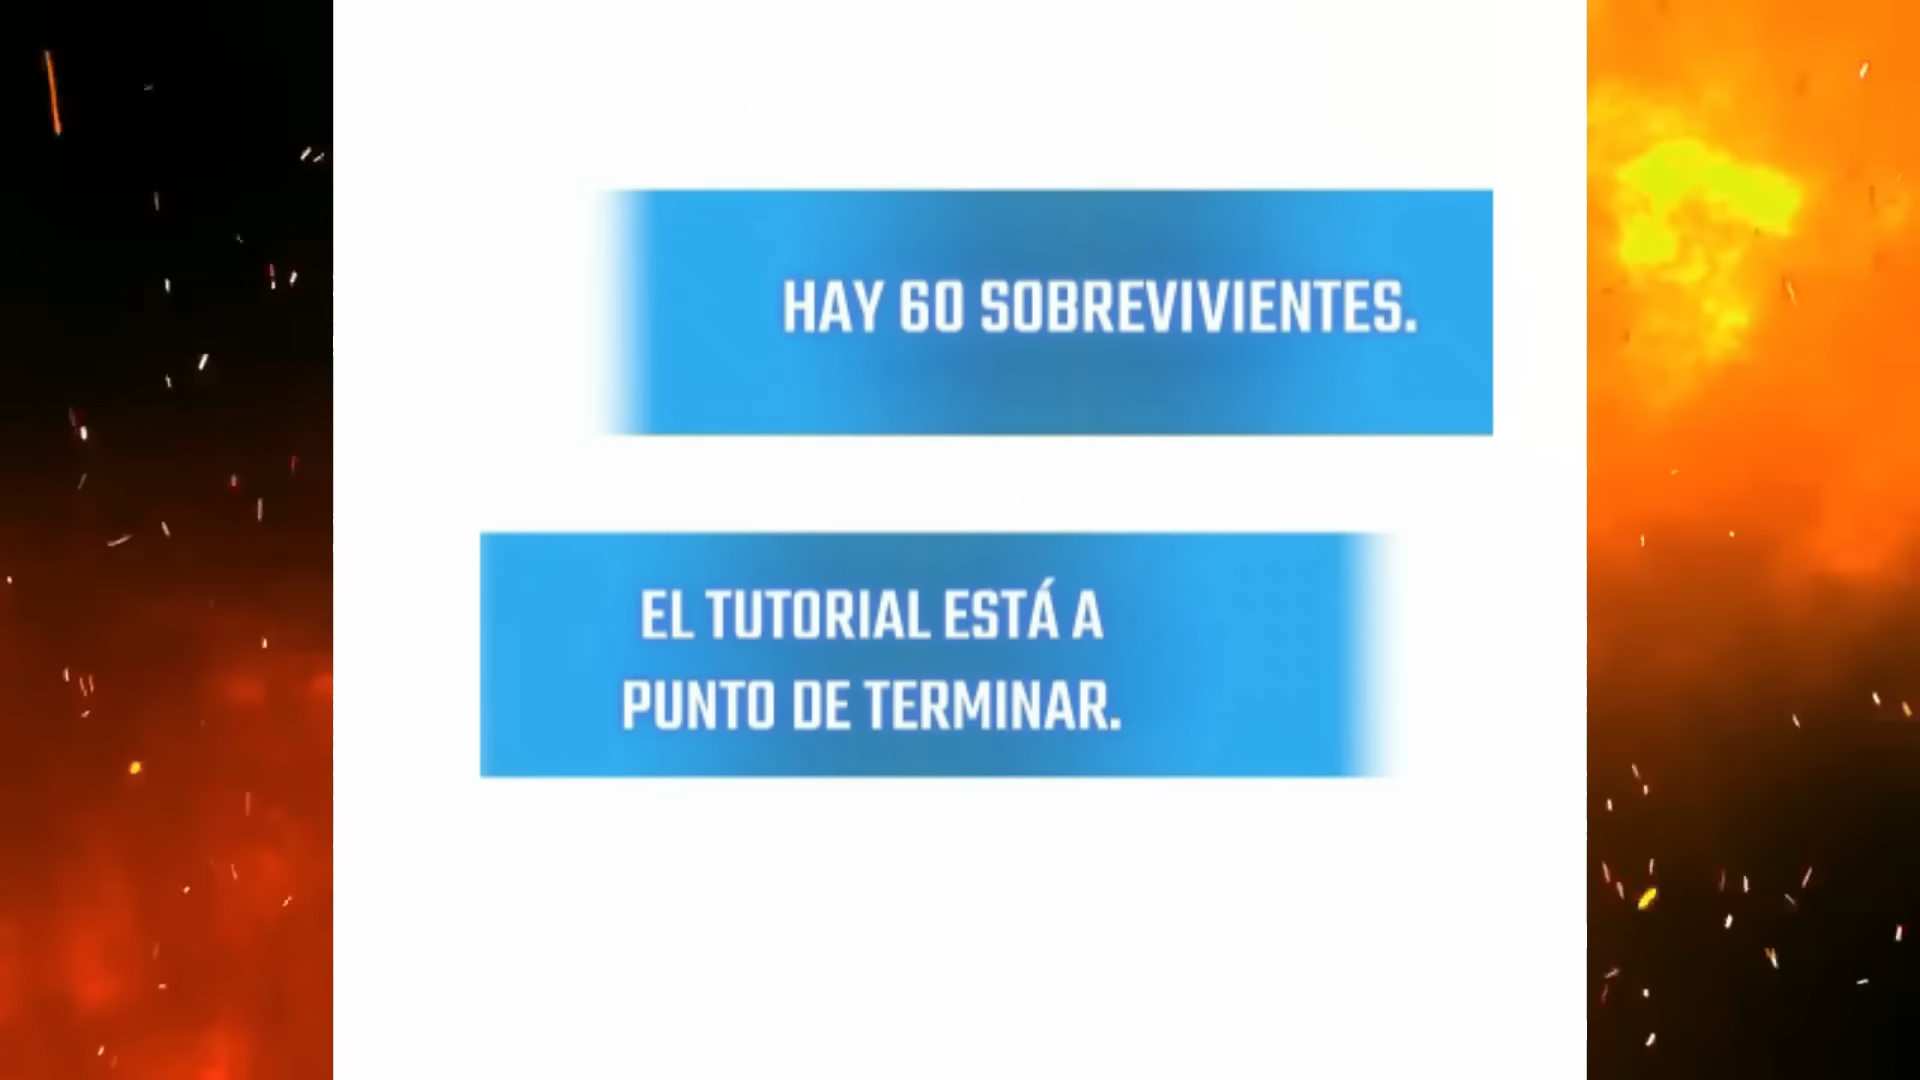 HAY 60 SOBREVIVIENTES.
EL TUTORIAL ESTÁ A
PUNTO DE TERMINAR.